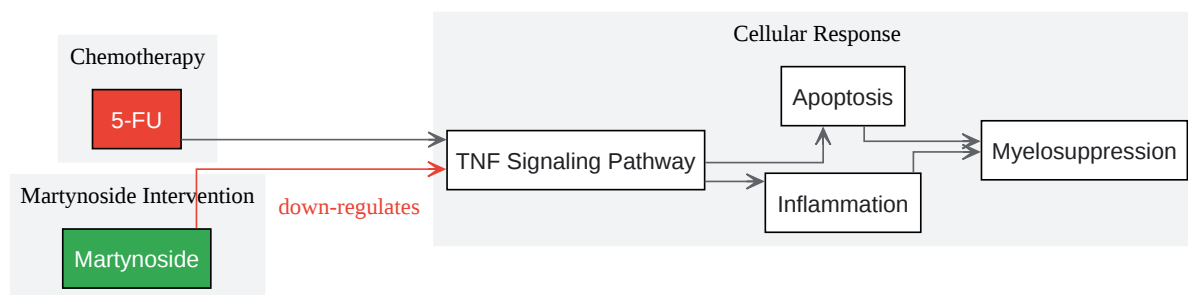 Cellular Response
Chemotherapy
Apoptosis
5-FU
TNF Signaling Pathway
Myelosuppression
Martynoside Intervention
down-regulates
Inflammation
Martynoside